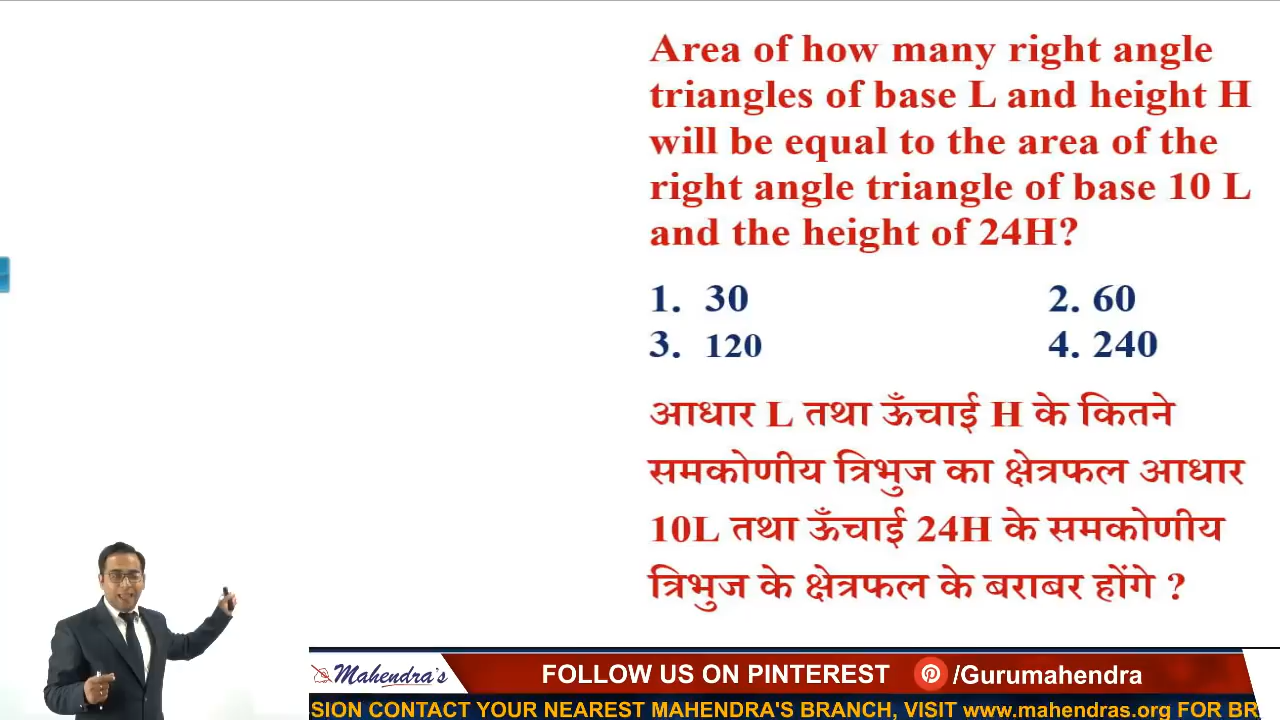 Area of how many right angle
triangles of base L and height H
will be equal to the area of the
right angle triangle of base 10 L
and the height of 24H?
1. 30 2. 60
3. 120 4. 240
आधार L तथा ऊँचाई H के कितने
समकोणीय त्रिभुज का क्षेत्रफल आधार
10L तथा ऊँचाई 24H के समकोणीय
त्रिभुज के क्षेत्रफल के बराबर होंगे ?
Mahendra's FOLLOW US ON PINTEREST /Gurumahendra
SION CONTACT YOUR NEAREST MAHENDRA'S BRANCH, VISIT www.mahendras.org FOR BR